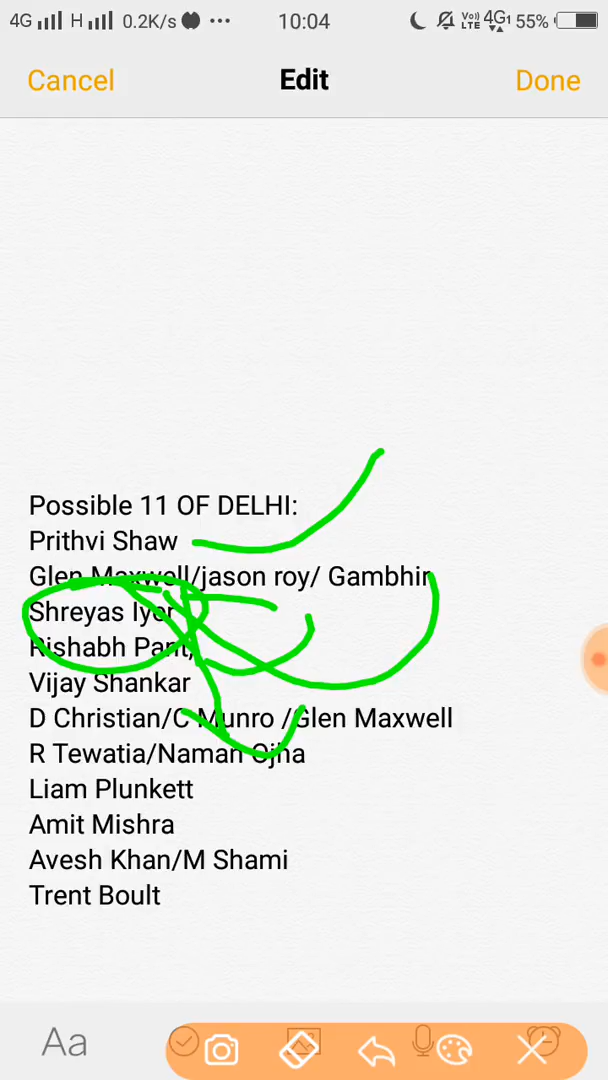 4G H 0.2K/s ... 10:04 VoLTE 4G1 55%
Cancel Edit Done
Possible 11 OF DELHI:
Prithvi Shaw
Glen Maxwell/jason roy/ Gambhir
Shreyas Iyer
Rishabh Pant,
Vijay Shankar
D Christian/C Munro /Glen Maxwell
R Tewatia/Naman Ojha
Liam Plunkett
Amit Mishra
Avesh Khan/M Shami
Trent Boult
Aa